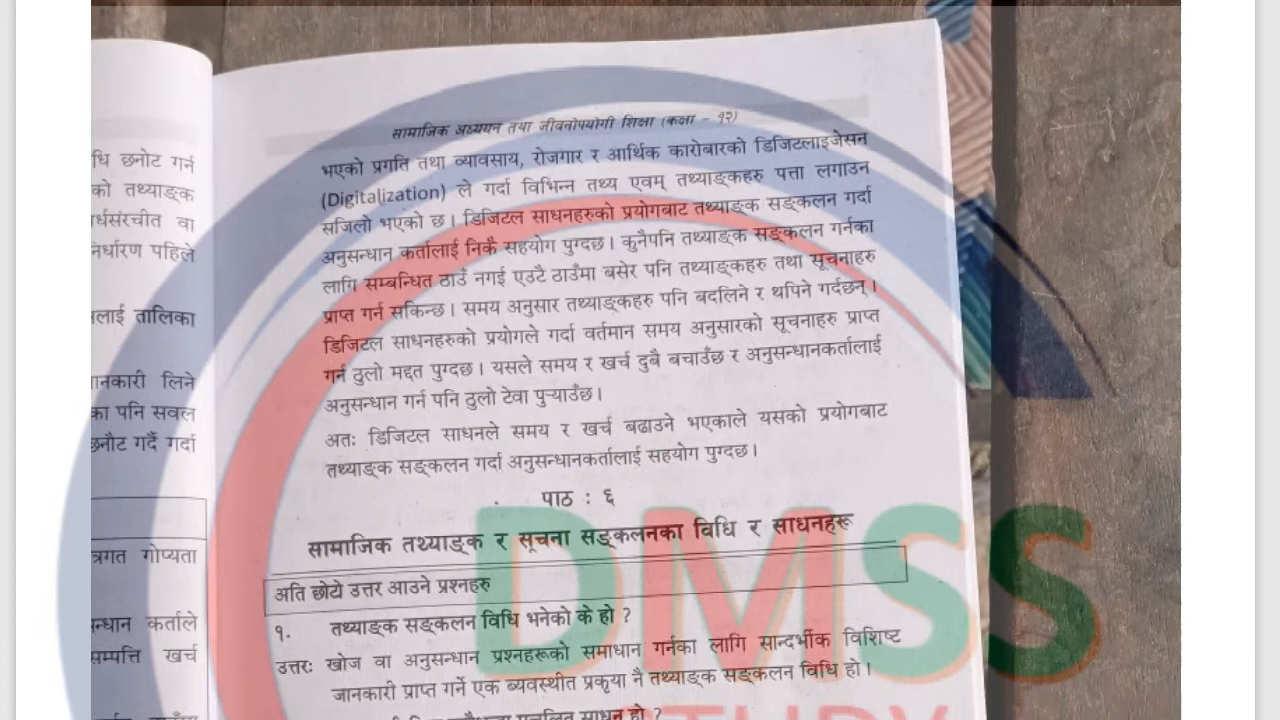 सामाजिक अध्ययन तथा जीवनोपयोगी शिक्षा (कक्षा - १२)
भएको प्रगति तथा व्यावसाय, रोजगार र आर्थिक कारोबारको डिजिटलाइजेसन
(Digitalization) ले गर्दा विभिन्न तथ्य एवम् तथ्याङ्कहरु पत्ता लगाउन
सजिलो भएको छ। डिजिटल साधनहरुको प्रयोगबाट तथ्याङ्क सङ्कलन गर्दा
अनुसन्धान कर्तालाई निकै सहयोग पुग्दछ। कुनैपनि तथ्याङ्क सङ्कलन गर्नका
लागि सम्बन्धित ठाउँ नगई एउटै ठाउँमा बसेर पनि तथ्याङ्कहरु तथा सूचनाहरु
प्राप्त गर्न सकिन्छ। समय अनुसार तथ्याङ्कहरु पनि बदलिने र थपिने गर्दछन्।
डिजिटल साधनहरुको प्रयोगले गर्दा वर्तमान समय अनुसारको सूचनाहरु प्राप्त
गर्न ठुलो मद्दत पुग्दछ। यसले समय र खर्च दुबै बचाउँछ र अनुसन्धानकर्तालाई
अनुसन्धान गर्न पनि ठुलो टेवा पुऱ्याउँछ।
अतः डिजिटल साधनले समय र खर्च बढाउने भएकाले यसको प्रयोगबाट
तथ्याङ्क सङ्कलन गर्दा अनुसन्धानकर्तालाई सहयोग पुग्दछ।
पाठ : ६
सामाजिक तथ्याङ्क र सूचना सङ्कलनका विधि र साधनहरू
अति छोटो उत्तर आउने प्रश्नहरु
१. तथ्याङ्क सङ्कलन विधि भनेको के हो ?
उत्तरः खोज वा अनुसन्धान प्रश्नहरूको समाधान गर्नका लागि सान्दर्भीक विशिष्ट
जानकारी प्राप्त गर्ने एक ब्यवस्थीत प्रकृया नै तथ्याङ्क सङ्कलन विधि हो।
साधन हो ?
धि छनोट गर्न
को तथ्याङ्क
र्धसंरचीत वा
निर्धारण पहिले
लाई तालिका
जानकारी लिने
का पनि सवल
छनौट गर्दै गर्दा
गोप्यता
कर्ताले
सम्पत्ति खर्च
DMSS